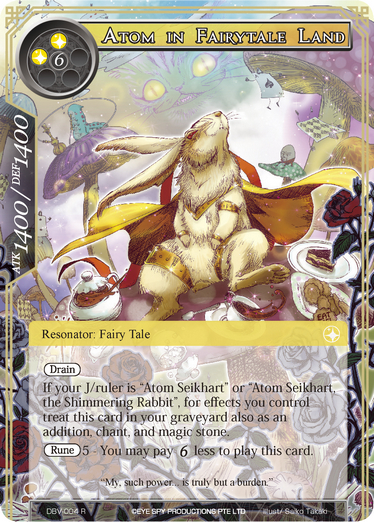 6
Atom in Fairytale Land
ATK 1400/ DEF 1400
EAT
Resonator: Fairy Tale
Drain
If your J/ruler is "Atom Seikhart" or "Atom Seikhart,
the Shimmering Rabbit", for effects you control
treat this card in your graveyard also as an
addition, chant, and magic stone.
Rune 5 - You may pay 6 less to play this card.
"My, such power... is truly but a burden."
DBV-004 R
©EYE SPY PRODUCTIONS PTE LTD
Illust/ Seiko Takaki